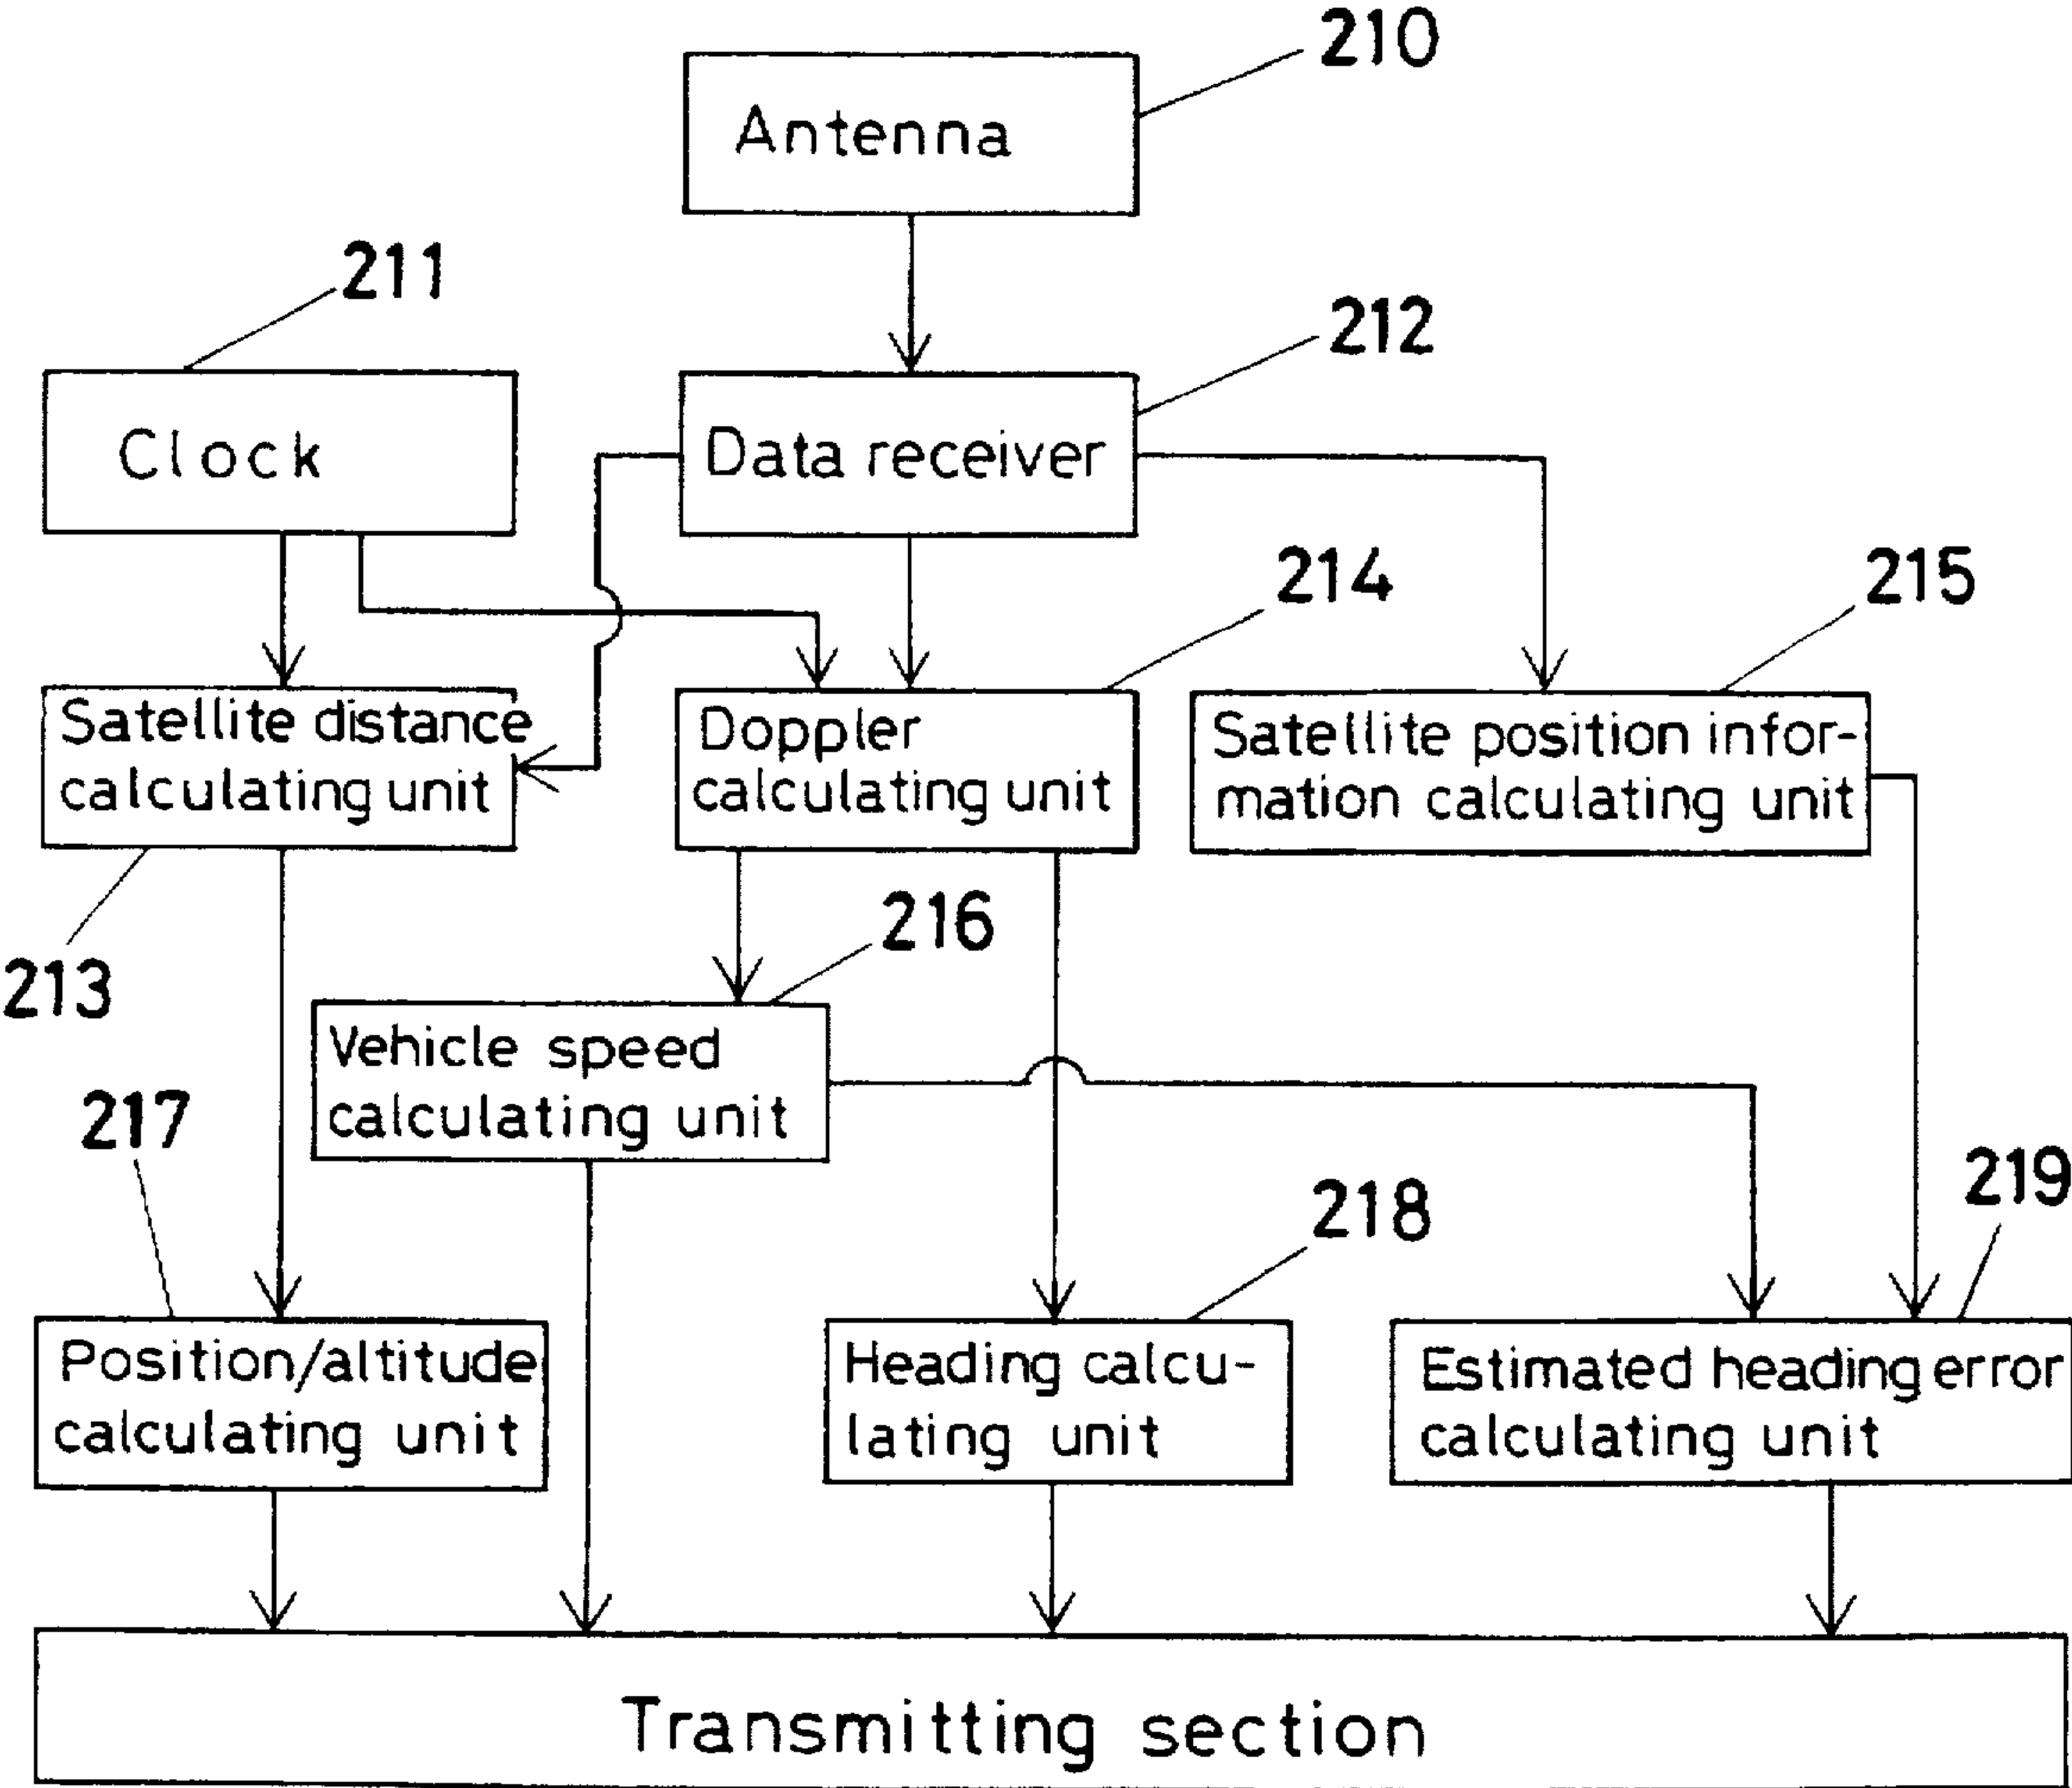 210
Antenna
211
212
Clock
Data receiver
214
215
Satellite distance
calculating unit
Doppler
calculating unit
Satellite position infor-
mation calculating unit
213
216
Vehicle speed
calculating unit
217
218
219
Position/altitude
calculating unit
Heading calcu-
lating unit
Estimated heading error
calculating unit
Transmitting section